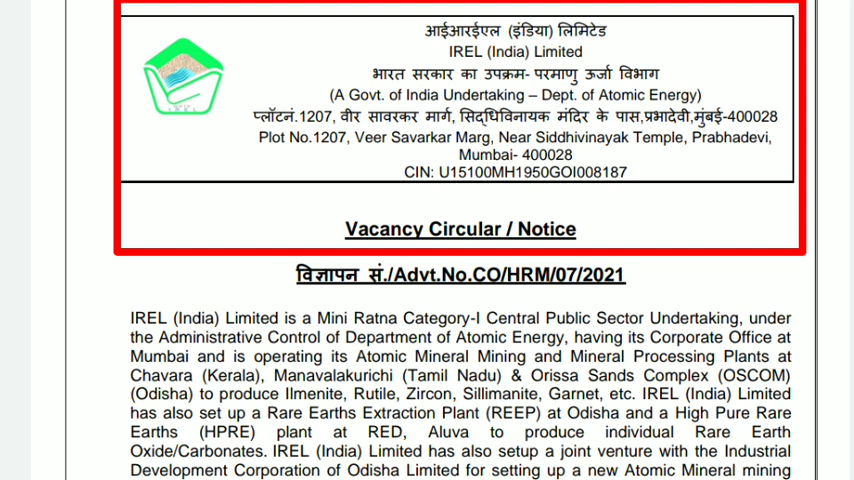 आईआरईएल (इंडिया) लिमिटेड
IREL (India) Limited
भारत सरकार का उपक्रम- परमाणु ऊर्जा विभाग
(A Govt. of India Undertaking – Dept. of Atomic Energy)
प्लॉटनं.1207, वीर सावरकर मार्ग, सिद्धिविनायक मंदिर के पास,प्रभादेवी,मुंबई-400028
Plot No.1207, Veer Savarkar Marg, Near Siddhivinayak Temple, Prabhadevi,
Mumbai- 400028
CIN: U15100MH1950GOI008187
IREL
Vacancy Circular / Notice
विज्ञापन सं./Advt.No.CO/HRM/07/2021
IREL (India) Limited is a Mini Ratna Category-I Central Public Sector Undertaking, under
the Administrative Control of Department of Atomic Energy, having its Corporate Office at
Mumbai and is operating its Atomic Mineral Mining and Mineral Processing Plants at
Chavara (Kerala), Manavalakurichi (Tamil Nadu) & Orissa Sands Complex (OSCOM)
(Odisha) to produce Ilmenite, Rutile, Zircon, Sillimanite, Garnet, etc. IREL (India) Limited
has also set up a Rare Earths Extraction Plant (REEP) at Odisha and a High Pure Rare
Earths (HPRE) plant at RED, Aluva to produce individual Rare Earth
Oxide/Carbonates. IREL (India) Limited has also setup a joint venture with the Industrial
Development Corporation of Odisha Limited for setting up a new Atomic Mineral mining